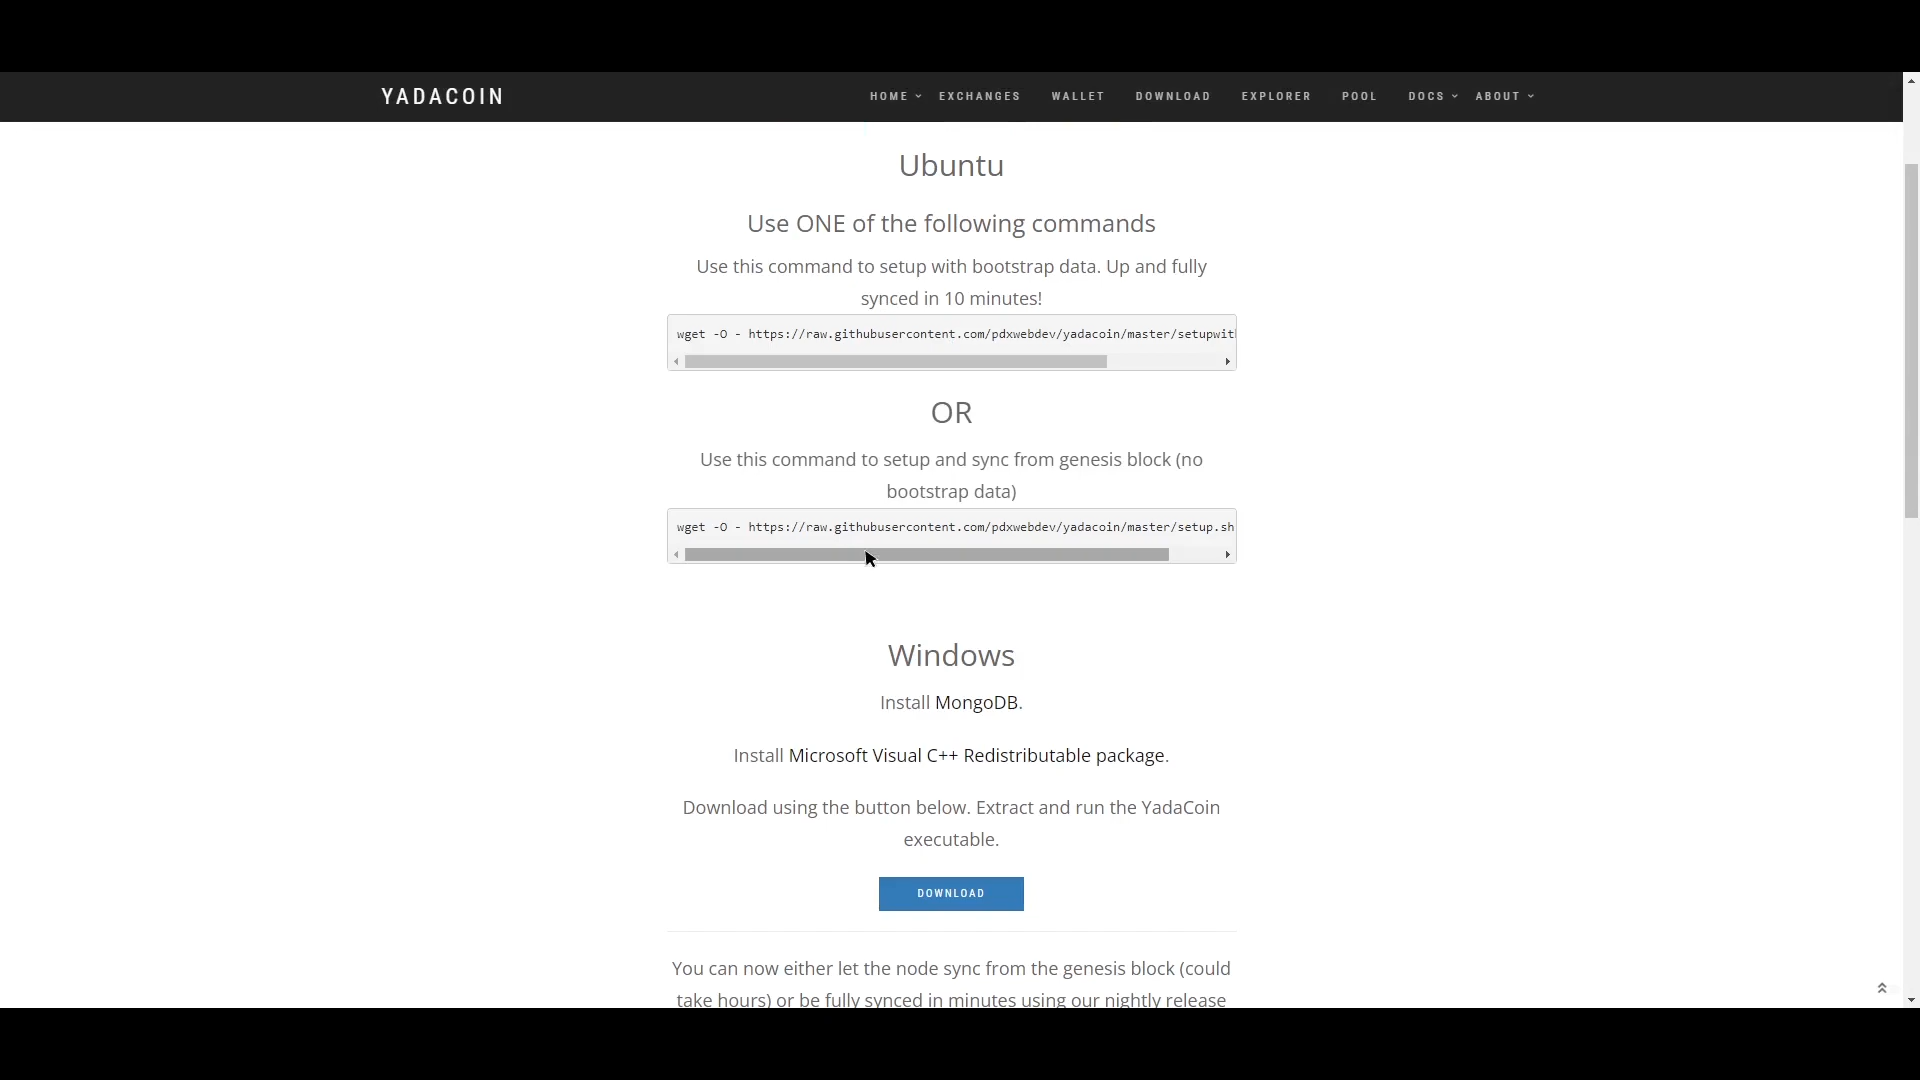 YADACOIN
HOME EXCHANGES WALLET DOWNLOAD EXPLORER POOL DOCS ABOUT
Ubuntu
Use ONE of the following commands
Use this command to setup with bootstrap data. Up and fully
synced in 10 minutes!
wget -O - https://raw.githubusercontent.com/pdxwebdev/yadacoin/master/setupwith
OR
Use this command to setup and sync from genesis block (no
bootstrap data)
wget -O - https://raw.githubusercontent.com/pdxwebdev/yadacoin/master/setup.sh
Windows
Install MongoDB.
Install Microsoft Visual C++ Redistributable package.
Download using the button below. Extract and run the YadaCoin
executable.
DOWNLOAD
You can now either let the node sync from the genesis block (could
take hours) or be fully synced in minutes using our nightly release